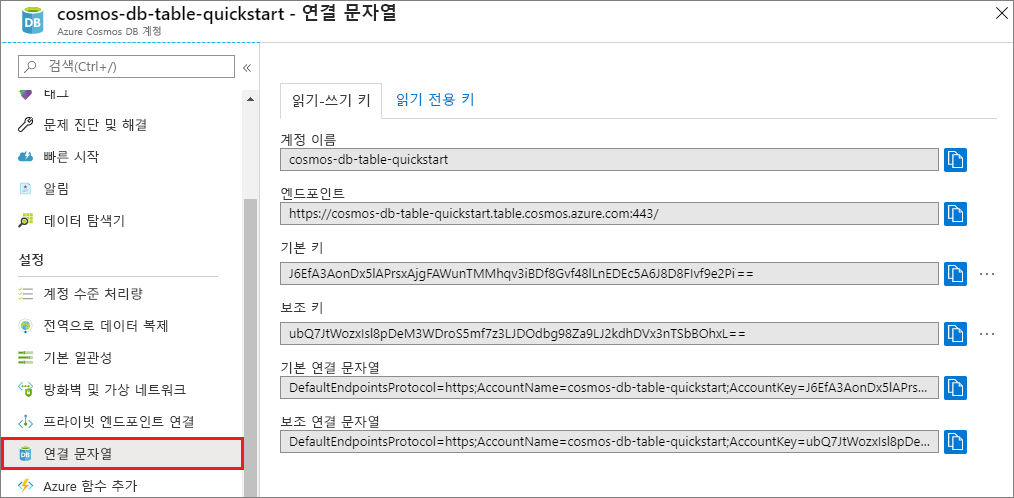 cosmos-db-table-quickstart - 연결 문자열
Azure Cosmos DB 계정
검색(Ctrl+/)
태그
문제 진단 및 해결
빠른 시작
알림
데이터 탐색기
설정
계정 수준 처리량
전역으로 데이터 복제
기본 일관성
방화벽 및 가상 네트워크
프라이빗 엔드포인트 연결
연결 문자열
Azure 함수 추가
읽기-쓰기 키
읽기 전용 키
계정 이름
cosmos-db-table-quickstart
엔드포인트
https://cosmos-db-table-quickstart.table.cosmos.azure.com:443/
기본 키
J6EfA3AonDx5lAPrsxAjgFAWunTMMhqv3iBDf8Gvf48lLnEDEc5A6J8D8FIvf9e2Pi==
보조 키
ubQ7JtWozxIsl8pDeM3WDroS5mf7z3LJDOdbg98Za9LJ2kdhDVx3nTSbBOhxL==
기본 연결 문자열
DefaultEndpointsProtocol=https;AccountName=cosmos-db-table-quickstart;AccountKey=J6EfA3AonDx5lAPrs...
보조 연결 문자열
DefaultEndpointsProtocol=https;AccountName=cosmos-db-table-quickstart;AccountKey=ubQ7JtWozxIsl8pDe...